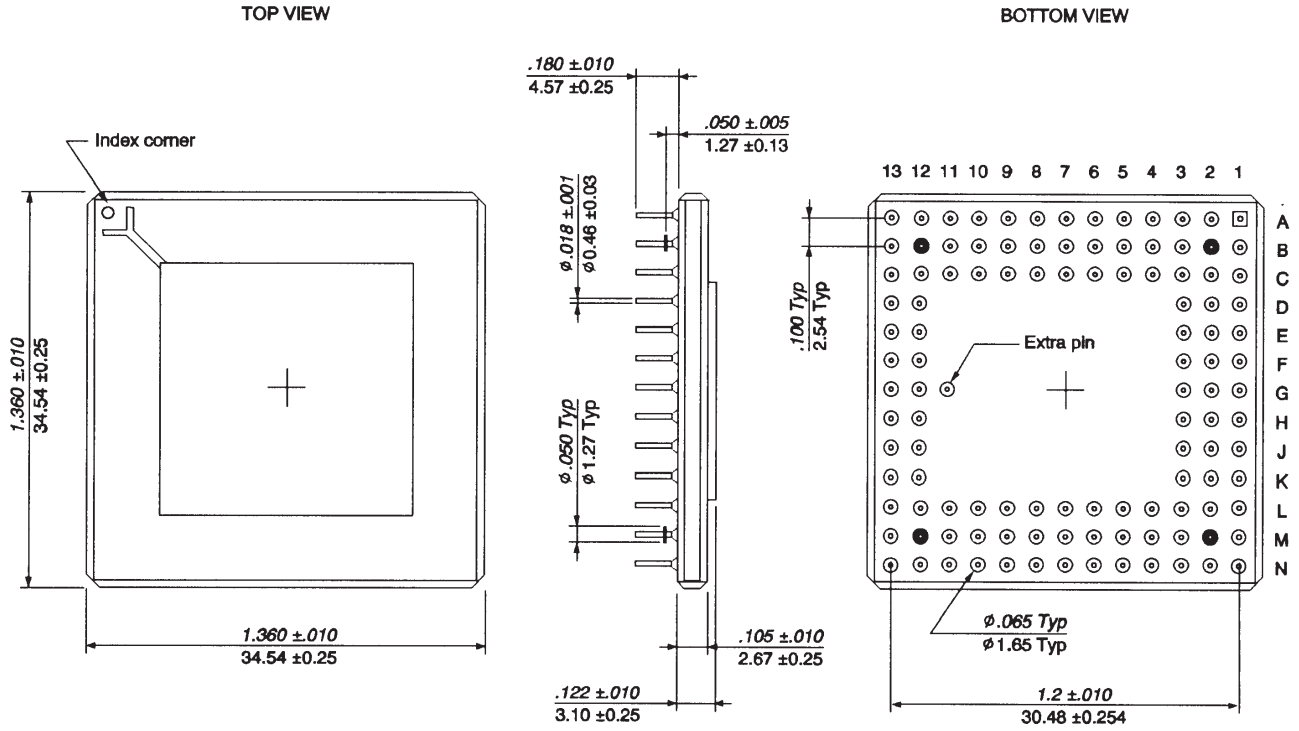 TOP VIEW
BOTTOM VIEW
.180 ±.010
4.57 ±0.25
.050 ±.005
1.27 ±0.13
Index corner
13 12 11 10 9 8 7 6 5 4 3 2 1
ø.018 ±.001
ø0.46 ±0.03
A
B
C
D
E
F
G
H
J
K
L
M
N
.100 Typ
2.54 Typ
Extra pin
1.360 ±.010
34.54 ±0.25
ø.050 Typ
ø1.27 Typ
ø.065 Typ
ø1.65 Typ
1.360 ±.010
34.54 ±0.25
.105 ±.010
2.67 ±0.25
.122 ±.010
3.10 ±0.25
1.2 ±.010
30.48 ±0.254